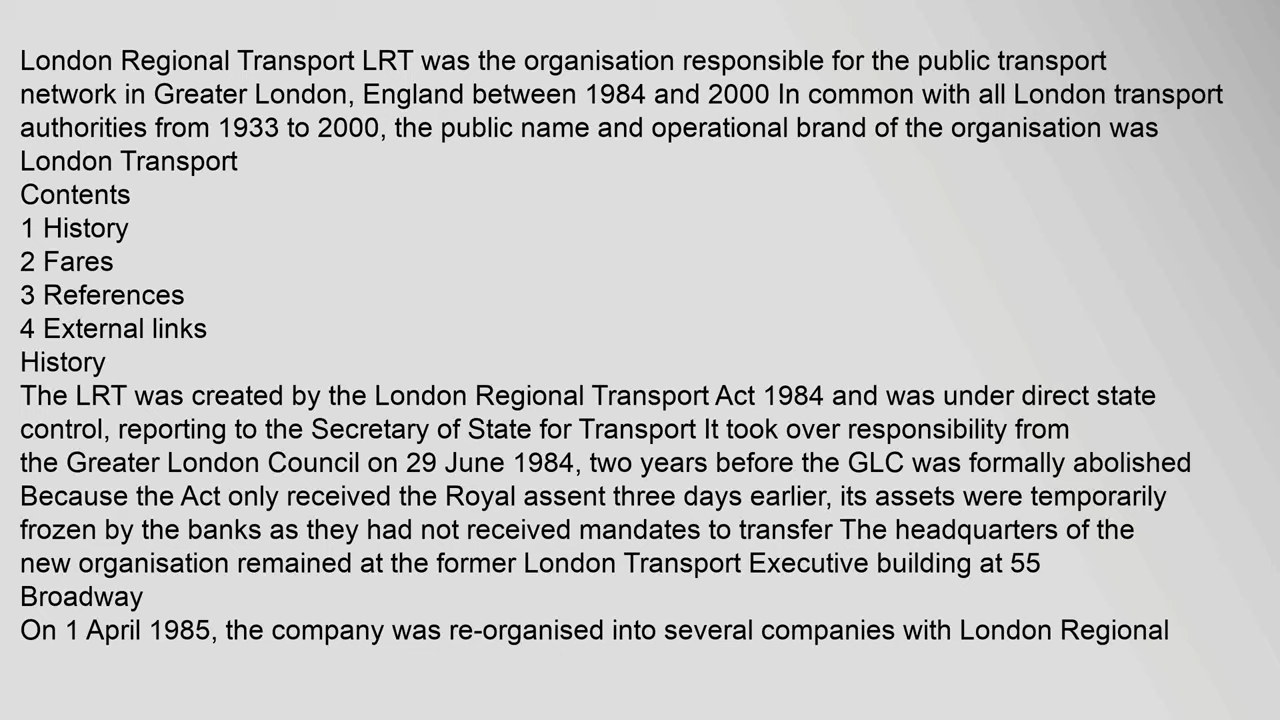 London Regional Transport LRT was the organisation responsible for the public transport
network in Greater London, England between 1984 and 2000 In common with all London transport
authorities from 1933 to 2000, the public name and operational brand of the organisation was
London Transport
Contents
1 History
2 Fares
3 References
4 External links
History
The LRT was created by the London Regional Transport Act 1984 and was under direct state
control, reporting to the Secretary of State for Transport It took over responsibility from
the Greater London Council on 29 June 1984, two years before the GLC was formally abolished
Because the Act only received the Royal assent three days earlier, its assets were temporarily
frozen by the banks as they had not received mandates to transfer The headquarters of the
new organisation remained at the former London Transport Executive building at 55
Broadway
On 1 April 1985, the company was re-organised into several companies with London Regional